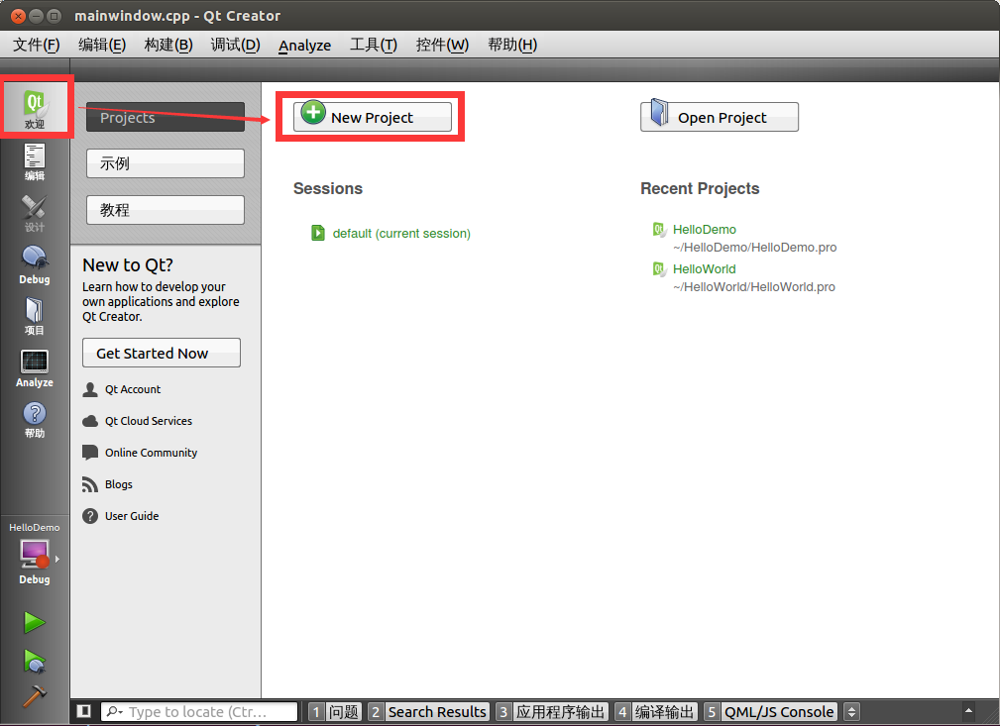 mainwindow.cpp - Qt Creator
文件(F) 编辑(E) 构建(B) 调试(D) Analyze 工具(T) 控件(W) 帮助(H)
Qt
欢迎
编辑
设计
Debug
项目
Analyze
帮助
HelloDemo
Debug
Projects
示例
教程
New to Qt?
Learn how to develop your
own applications and explore
Qt Creator.
Get Started Now
Qt Account
Qt Cloud Services
Online Community
Blogs
User Guide
New Project
Open Project
Sessions
default (current session)
Recent Projects
HelloDemo
~/HelloDemo/HelloDemo.pro
HelloWorld
~/HelloWorld/HelloWorld.pro
Type to locate (Ctr... 1 问题 2 Search Results 3 应用程序输出 4 编译输出 5 QML/JS Console